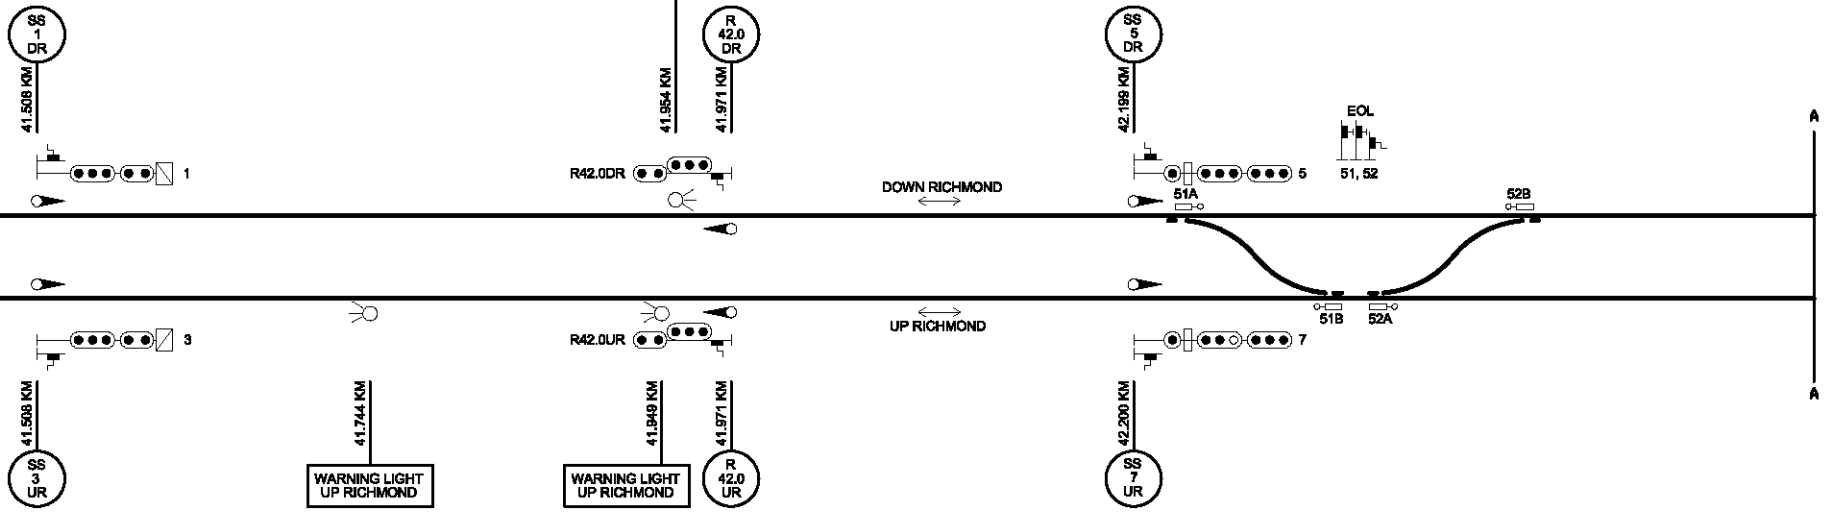 SS
1
DR
R
42.0
DR
SS
5
DR
41.508 KM
41.954 KM
41.971 KM
42.199 KM
EOL
A
1
R42.0DR
5
51, 52
DOWN RICHMOND
51A
52B
UP RICHMOND
51B
52A
3
R42.0UR
7
41.508 KM
41.744 KM
41.949 KM
41.971 KM
42.200 KM
A
SS
3
UR
WARNING LIGHT
UP RICHMOND
WARNING LIGHT
UP RICHMOND
R
42.0
UR
SS
7
UR